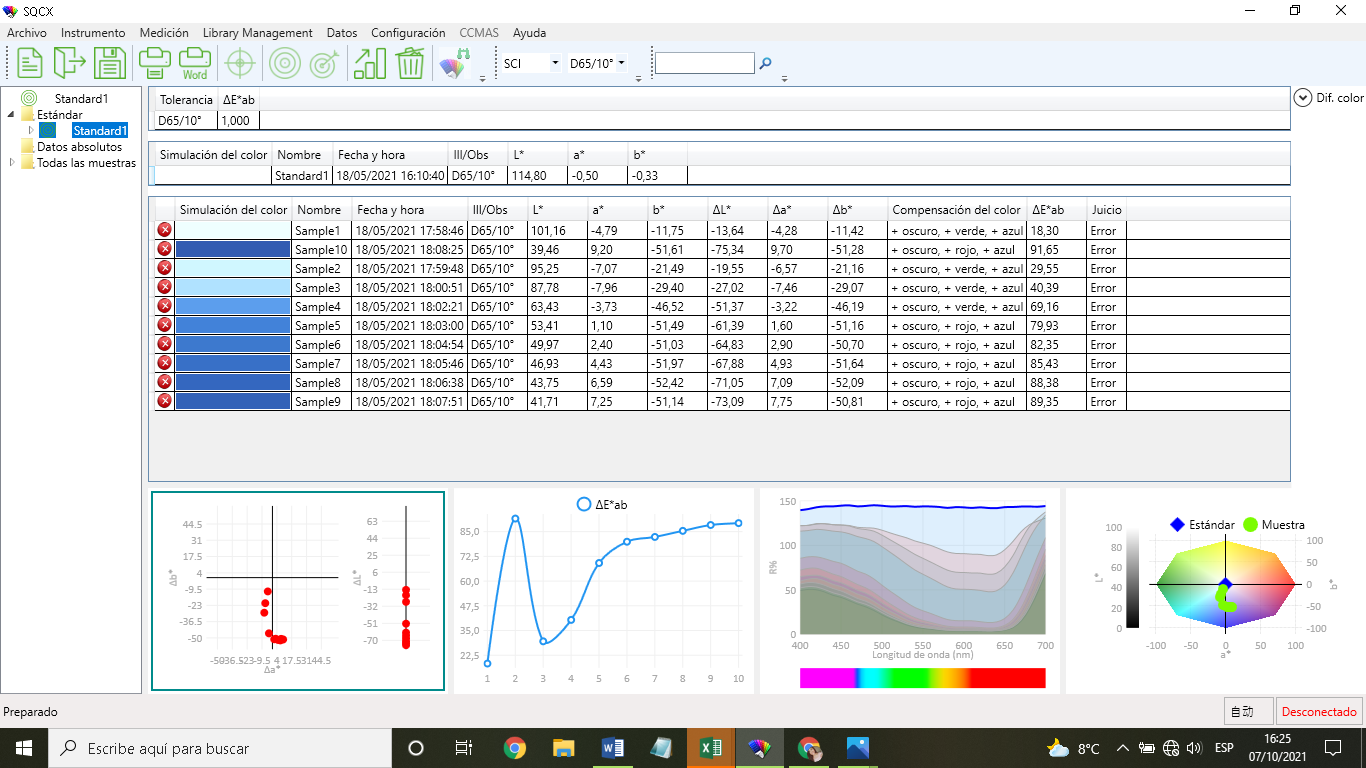 SQCX
Archivo Instrumento Medición Library Management Datos Configuración CCMAS Ayuda
Word SCI D65/10°
Standard1
Estándar
Standard1
Datos absolutos
Todas las muestras
Tolerancia ΔE*ab
D65/10° 1,000
Dif. color
Simulación del color Nombre Fecha y hora Ill/Obs L* a* b*
Standard1 18/05/2021 16:10:40 D65/10° 114,80 -0,50 -0,33
Simulación del color Nombre Fecha y hora Ill/Obs L* a* b* ΔL* Δa* Δb* Compensación del color ΔE*ab Juicio
Sample1 18/05/2021 17:58:46 D65/10° 101,16 -4,79 -11,75 -13,64 -4,28 -11,42 + oscuro, + verde, + azul 18,30 Error
Sample10 18/05/2021 18:08:25 D65/10° 39,46 9,20 -51,61 -75,34 9,70 -51,28 + oscuro, + rojo, + azul 91,65 Error
Sample2 18/05/2021 17:59:48 D65/10° 95,25 -7,07 -21,49 -19,55 -6,57 -21,16 + oscuro, + verde, + azul 29,55 Error
Sample3 18/05/2021 18:00:51 D65/10° 87,78 -7,96 -29,40 -27,02 -7,46 -29,07 + oscuro, + verde, + azul 40,39 Error
Sample4 18/05/2021 18:02:21 D65/10° 63,43 -3,73 -46,52 -51,37 -3,22 -46,19 + oscuro, + verde, + azul 69,16 Error
Sample5 18/05/2021 18:03:00 D65/10° 53,41 1,10 -51,49 -61,39 1,60 -51,16 + oscuro, + rojo, + azul 79,93 Error
Sample6 18/05/2021 18:04:54 D65/10° 49,97 2,40 -51,03 -64,83 2,90 -50,70 + oscuro, + rojo, + azul 82,35 Error
Sample7 18/05/2021 18:05:46 D65/10° 46,93 4,43 -51,97 -67,88 4,93 -51,64 + oscuro, + rojo, + azul 85,43 Error
Sample8 18/05/2021 18:06:38 D65/10° 43,75 6,59 -52,42 -71,05 7,09 -52,09 + oscuro, + rojo, + azul 88,38 Error
Sample9 18/05/2021 18:07:51 D65/10° 41,71 7,25 -51,14 -73,09 7,75 -50,81 + oscuro, + rojo, + azul 89,35 Error
44.5
31
17.5
4
-9.5
-23
-36.5
-50
Δb*
-50-36.5-23-9.5 4 17.53144.5
Δa*
63
44
25
6
-13
-32
-51
-70
ΔL*
ΔE*ab
85,0
72,5
60,0
47,5
35,0
22,5
1 2 3 4 5 6 7 8 9 10
150
100
50
0
R%
400 450 500 550 600 650 700
Longitud de onda (nm)
Estándar Muestra
100
80
60
40
20
0
L*
100
50
0
-50
-100
b*
-100 -50 0 50 100
a*
Preparado
自动 Desconectado
Escribe aquí para buscar
8°C ESP 16:25
07/10/2021